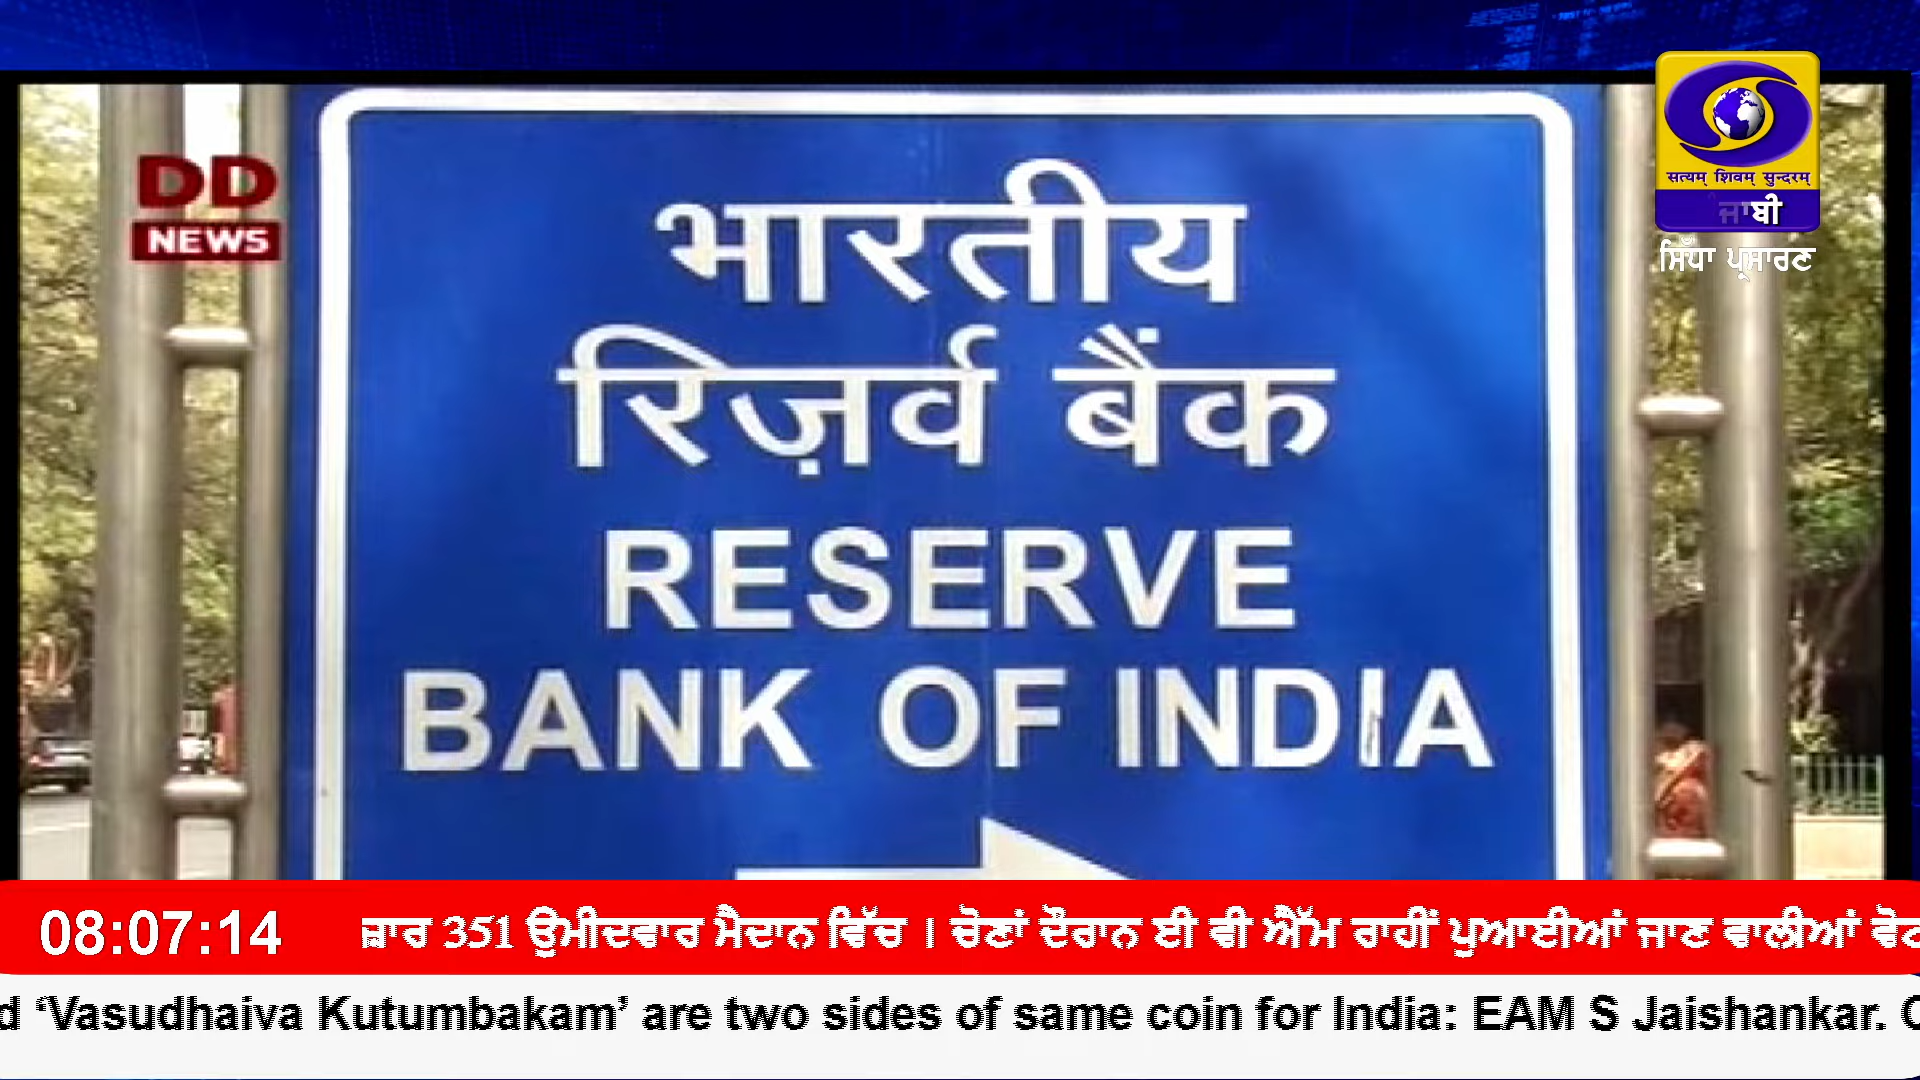 DD
NEWS
सत्यम् शिवम् सुन्दरम्
ਜਾਬੀ
ਸਿੱਧਾ ਪ੍ਰਸਾਰਣ
भारतीय
रिज़र्व बैंक
RESERVE
BANK OF INDIA
08:07:14
ਜ਼ਾਰ 351 ਉਮੀਦਵਾਰ ਮੈਦਾਨ ਵਿੱਚ । ਚੋਣਾਂ ਦੌਰਾਨ ਈ ਵੀ ਐੱਮ ਰਾਹੀਂ ਪੁਆਈਆਂ ਜਾਣ ਵਾਲੀਆਂ ਵੋਟ
d ‘Vasudhaiva Kutumbakam’ are two sides of same coin for India: EAM S Jaishankar.